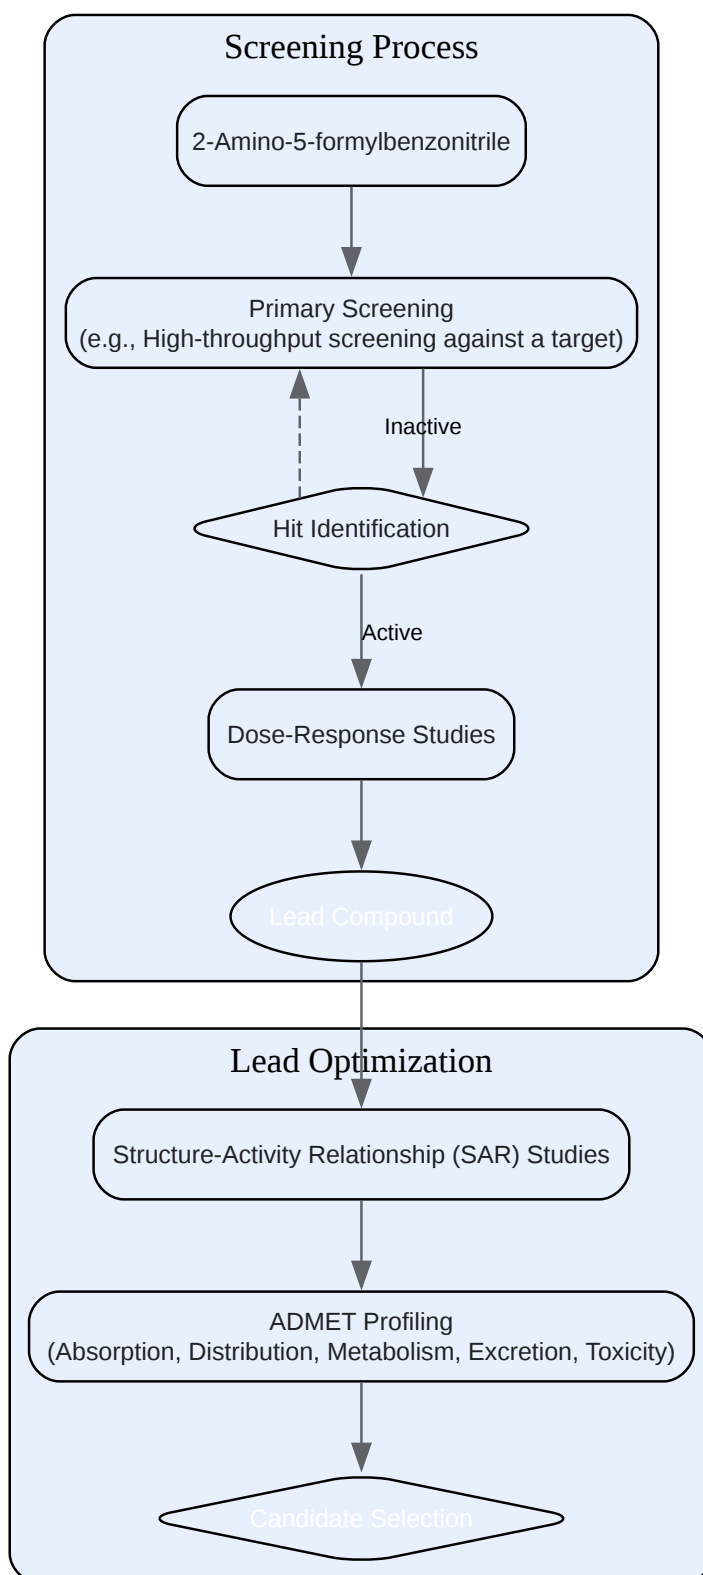 Screening Process
2-Amino-5-formylbenzonitrile
Primary Screening
(e.g., High-throughput screening against a target)
Inactive
Hit Identification
Active
Dose-Response Studies
Lead Compound
Lead Optimization
Structure-Activity Relationship (SAR) Studies
ADMET Profiling
(Absorption, Distribution, Metabolism, Excretion, Toxicity)
Candidate Selection